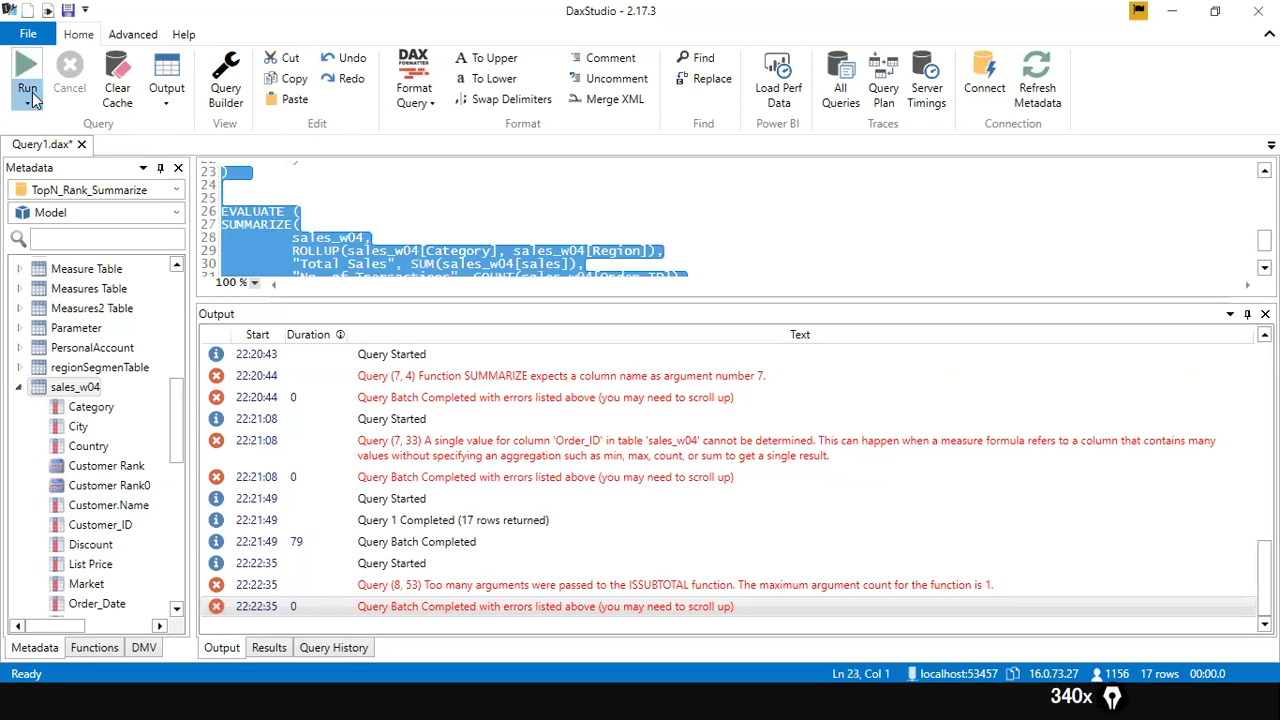 DaxStudio - 2.17.3
File Home Advanced Help
Run Cancel Clear Cache Output Query Builder Cut Copy Paste Undo Redo Format Query To Upper To Lower Swap Delimiters Comment Uncomment Merge XML Find Replace Load Perf Data All Queries Query Plan Server Timings Connect Refresh Metadata
Query View Edit Format Find Power BI Traces Connection
Query1.dax*
Metadata
TopN_Rank_Summarize
Model
Measure Table
Measures Table
Measures2 Table
Parameter
PersonalAccount
regionSegmenTable
sales_w04
Category
City
Country
Customer Rank
Customer Rank0
Customer.Name
Customer_ID
Discount
List Price
Market
Order_Date
Metadata Functions DMV
23 )
24
25
26 EVALUATE (
27 SUMMARIZE(
28 sales_w04,
29 ROLLUP(sales_w04[Category], sales_w04[Region]),
30 "Total Sales", SUM(sales_w04[sales]),
100 %
Output
Start Duration Text
22:20:43 Query Started
22:20:44 Query (7, 4) Function SUMMARIZE expects a column name as argument number 7.
22:20:44 0 Query Batch Completed with errors listed above (you may need to scroll up)
22:21:08 Query Started
22:21:08 Query (7, 33) A single value for column 'Order_ID' in table 'sales_w04' cannot be determined. This can happen when a measure formula refers to a column that contains many
values without specifying an aggregation such as min, max, count, or sum to get a single result.
22:21:08 0 Query Batch Completed with errors listed above (you may need to scroll up)
22:21:49 Query Started
22:21:49 Query 1 Completed (17 rows returned)
22:21:49 79 Query Batch Completed
22:22:35 Query Started
22:22:35 Query (8, 53) Too many arguments were passed to the ISSUBTOTAL function. The maximum argument count for the function is 1.
22:22:35 0 Query Batch Completed with errors listed above (you may need to scroll up)
Output Results Query History
Ready Ln 23, Col 1 localhost:53457 16.0.73.27 1156 17 rows 00:00.0
340x